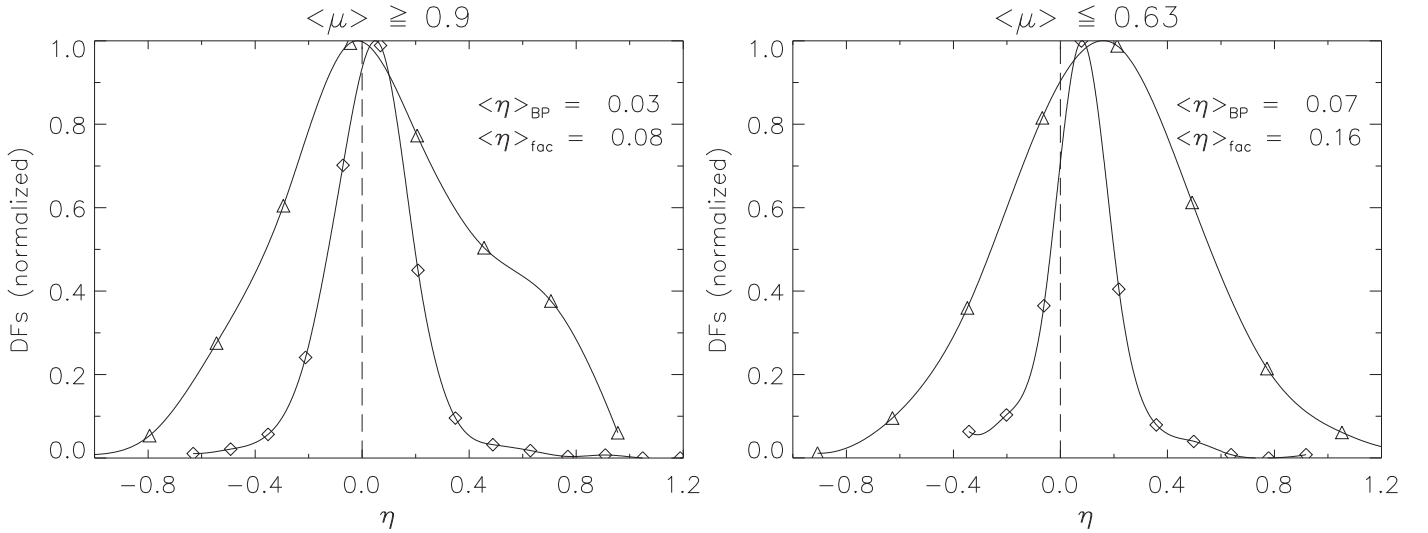 <μ> ≧ 0.9
1.0
0.8
0.6
0.4
0.2
0.0
DFs (normalized)
<η>BP = 0.03
<η>fac = 0.08
−0.8 −0.4 0.0 0.4 0.8 1.2
η
<μ> ≦ 0.63
1.0
0.8
0.6
0.4
0.2
0.0
DFs (normalized)
<η>BP = 0.07
<η>fac = 0.16
−0.8 −0.4 0.0 0.4 0.8 1.2
η